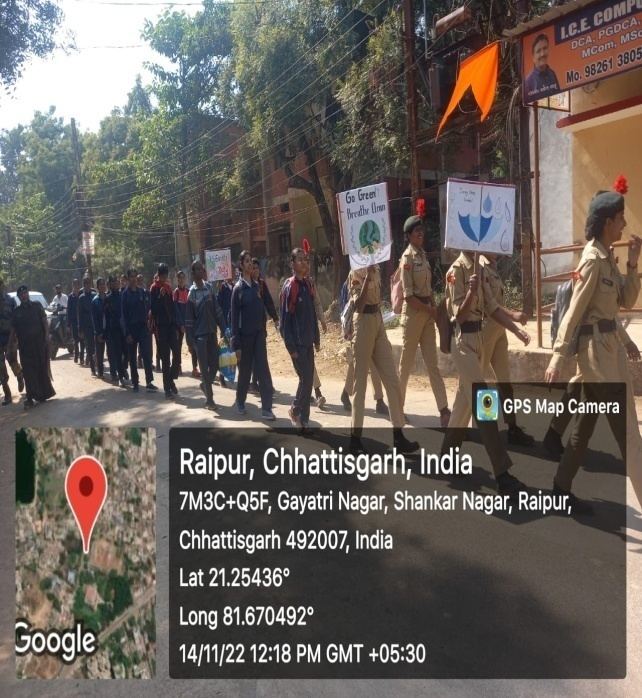 I.C.E. COMPU
DCA, PGDCA,
MCom, MSc
Mo. 98261 3805
Go Green
Breathe Clean
GPS Map Camera
Raipur, Chhattisgarh, India
7M3C+Q5F, Gayatri Nagar, Shankar Nagar, Raipur,
Chhattisgarh 492007, India
Lat 21.25436°
Long 81.670492°
14/11/22 12:18 PM GMT +05:30
Google